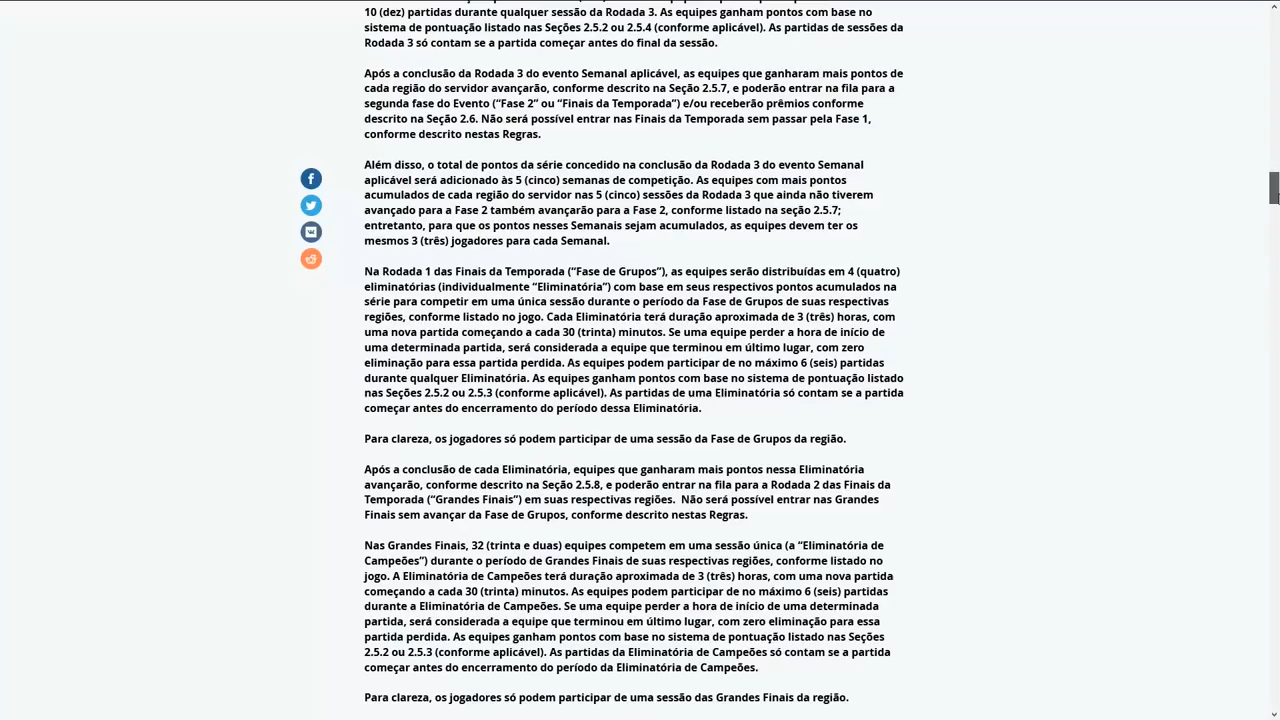 10 (dez) partidas durante qualquer sessão da Rodada 3. As equipes ganham pontos com base no
sistema de pontuação listado nas Seções 2.5.2 ou 2.5.4 (conforme aplicável). As partidas de sessões da
Rodada 3 só contam se a partida começar antes do final da sessão.
Após a conclusão da Rodada 3 do evento Semanal aplicável, as equipes que ganharam mais pontos de
cada região do servidor avançarão, conforme descrito na Seção 2.5.7, e poderão entrar na fila para a
segunda fase do Evento (“Fase 2” ou “Finais da Temporada”) e/ou receberão prêmios conforme
descrito na Seção 2.6. Não será possível entrar nas Finais da Temporada sem passar pela Fase 1,
conforme descrito nestas Regras.
Além disso, o total de pontos da série concedido na conclusão da Rodada 3 do evento Semanal
aplicável será adicionado às 5 (cinco) semanas de competição. As equipes com mais pontos
acumulados de cada região do servidor nas 5 (cinco) sessões da Rodada 3 que ainda não tiverem
avançado para a Fase 2 também avançarão para a Fase 2, conforme listado na seção 2.5.7;
entretanto, para que os pontos nesses Semanais sejam acumulados, as equipes devem ter os
mesmos 3 (três) jogadores para cada Semanal.
Na Rodada 1 das Finais da Temporada (“Fase de Grupos”), as equipes serão distribuídas em 4 (quatro)
eliminatórias (individualmente “Eliminatória”) com base em seus respectivos pontos acumulados na
série para competir em uma única sessão durante o período da Fase de Grupos de suas respectivas
regiões, conforme listado no jogo. Cada Eliminatória terá duração aproximada de 3 (três) horas, com
uma nova partida começando a cada 30 (trinta) minutos. Se uma equipe perder a hora de início de
uma determinada partida, será considerada a equipe que terminou em último lugar, com zero
eliminação para essa partida perdida. As equipes podem participar de no máximo 6 (seis) partidas
durante qualquer Eliminatória. As equipes ganham pontos com base no sistema de pontuação listado
nas Seções 2.5.2 ou 2.5.3 (conforme aplicável). As partidas de uma Eliminatória só contam se a partida
começar antes do encerramento do período dessa Eliminatória.
Para clareza, os jogadores só podem participar de uma sessão da Fase de Grupos da região.
Após a conclusão de cada Eliminatória, equipes que ganharam mais pontos nessa Eliminatória
avançarão, conforme descrito na Seção 2.5.8, e poderão entrar na fila para a Rodada 2 das Finais da
Temporada (“Grandes Finais”) em suas respectivas regiões.  Não será possível entrar nas Grandes
Finais sem avançar da Fase de Grupos, conforme descrito nestas Regras.
Nas Grandes Finais, 32 (trinta e duas) equipes competem em uma sessão única (a “Eliminatória de
Campeões”) durante o período de Grandes Finais de suas respectivas regiões, conforme listado no
jogo. A Eliminatória de Campeões terá duração aproximada de 3 (três) horas, com uma nova partida
começando a cada 30 (trinta) minutos. As equipes podem participar de no máximo 6 (seis) partidas
durante a Eliminatória de Campeões. Se uma equipe perder a hora de início de uma determinada
partida, será considerada a equipe que terminou em último lugar, com zero eliminação para essa
partida perdida. As equipes ganham pontos com base no sistema de pontuação listado nas Seções
2.5.2 ou 2.5.3 (conforme aplicável). As partidas da Eliminatória de Campeões só contam se a partida
começar antes do encerramento do período da Eliminatória de Campeões.
Para clareza, os jogadores só podem participar de uma sessão das Grandes Finais da região.